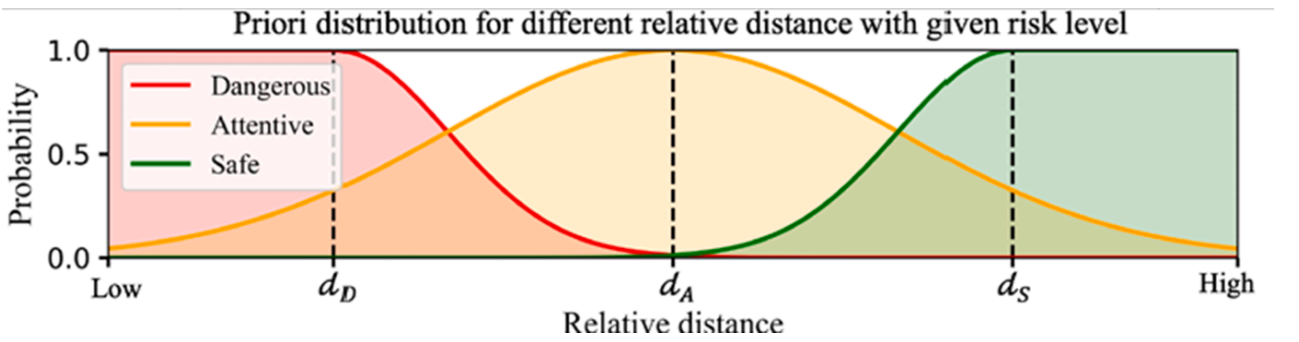 Priori distribution for different relative distance with given risk level
Probability
1.0
0.5
0.0
Dangerous
Attentive
Safe
Low
d_D
d_A
d_S
High
Relative distance